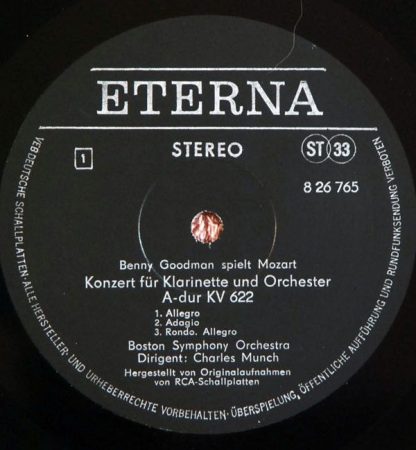 ETERNA
1
STEREO
ST 33
8 26 765
Benny Goodman spielt Mozart
Konzert für Klarinette und Orchester
A-dur KV 622
1. Allegro
2. Adagio
3. Rondo. Allegro
Boston Symphony Orchestra
Dirigent: Charles Munch
Hergestellt von Originalaufnahmen
von RCA-Schallplatten
VEB DEUTSCHE SCHALLPLATTEN · ALLE HERSTELLER- UND URHEBERRECHTE VORBEHALTEN · ÜBERSPIELUNG, ÖFFENTLICHE AUFFÜHRUNG UND RUNDFUNKSENDUNG VERBOTEN